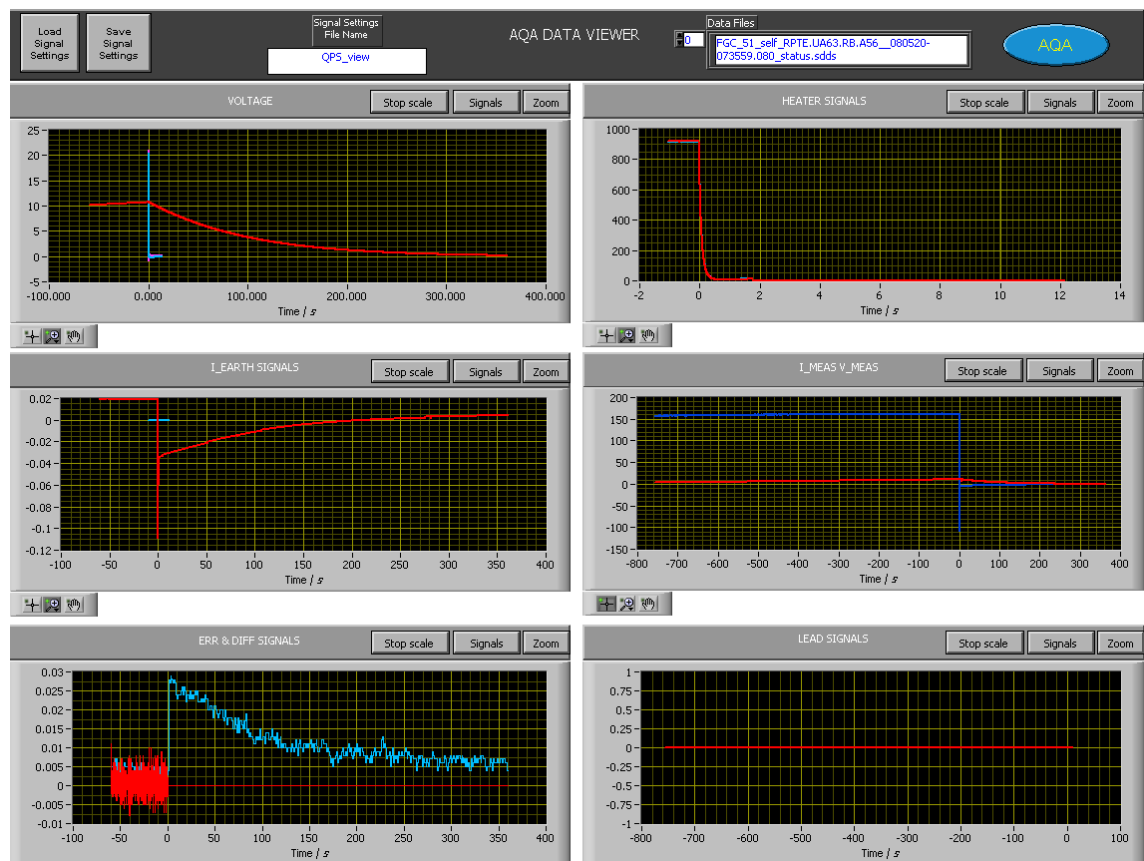 Load
Signal
Settings
Save
Signal
Settings
Signal Settings
File Name
QPS_view
AQA DATA VIEWER
0
Data Files
FGC_51_self_RPTE.UA63.RB.A56__080520-
073559.080_status.sdds
AQA
VOLTAGE
Stop scale
Signals
Zoom
25
20
15
10
5
0
-5
-100.000 0.000 100.000 200.000 300.000 400.000
Time / s
HEATER SIGNALS
Stop scale
Signals
Zoom
1000
800
600
400
200
0
-2 0 2 4 6 8 10 12 14
Time / s
I_EARTH SIGNALS
Stop scale
Signals
Zoom
0.02
0
-0.02
-0.04
-0.06
-0.08
-0.1
-0.12
-100 -50 0 50 100 150 200 250 300 350 400
Time / s
I_MEAS V_MEAS
Stop scale
Signals
Zoom
200
150
100
50
0
-50
-100
-150
-800 -700 -600 -500 -400 -300 -200 -100 0 100 200 300 400
Time / s
ERR & DIFF SIGNALS
Stop scale
Signals
Zoom
0.03
0.025
0.02
0.015
0.01
0.005
0
-0.005
-0.01
-100 -50 0 50 100 150 200 250 300 350 400
Time / s
LEAD SIGNALS
Stop scale
Signals
Zoom
1
0.75
0.5
0.25
0
-0.25
-0.5
-0.75
-1
-800 -700 -600 -500 -400 -300 -200 -100 0 100
Time / s